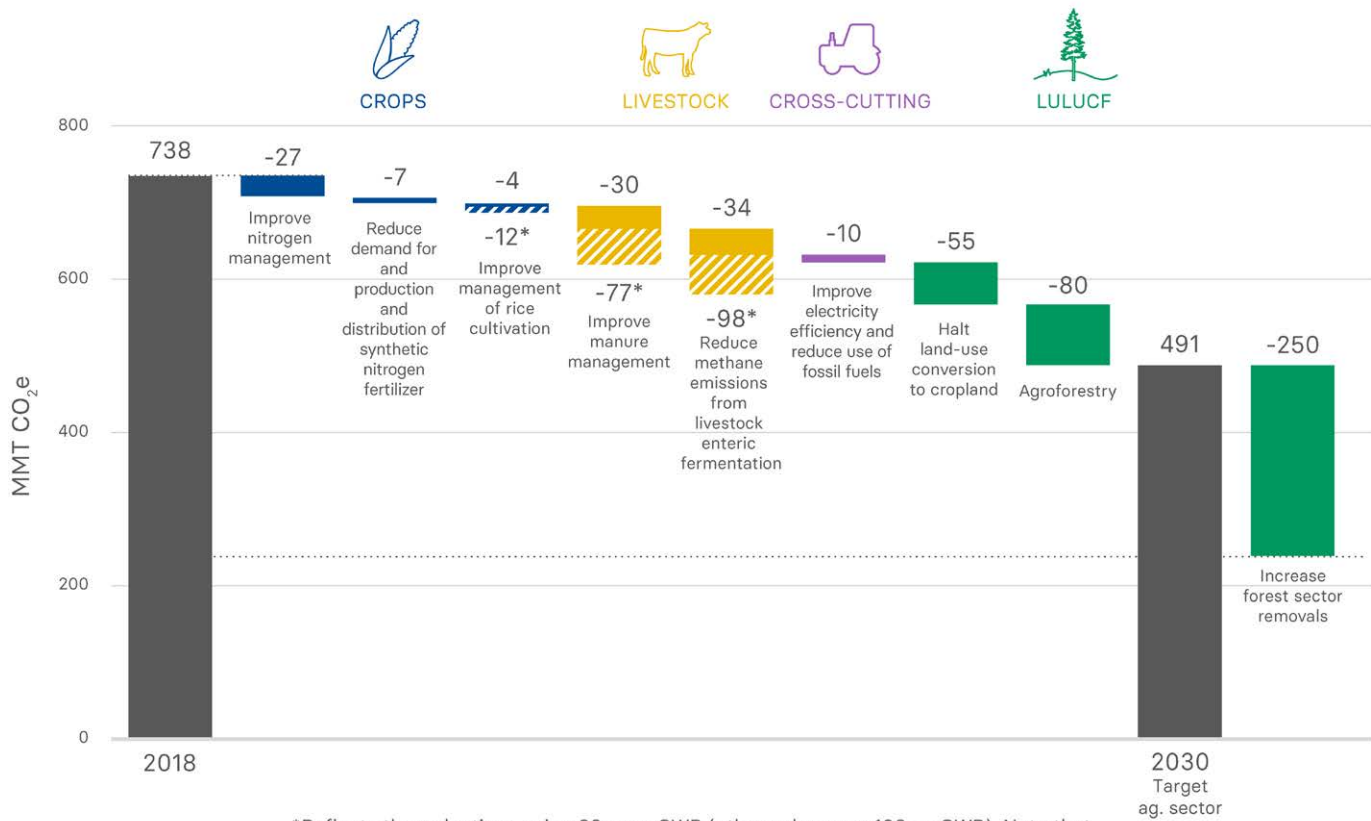 CROPS
LIVESTOCK
CROSS-CUTTING
LULUCF
MMT CO₂e
800
600
400
200
0
738
2018
-27
Improve
nitrogen
management
-7
Reduce
demand for
and
production
and
distribution of
synthetic
nitrogen
fertilizer
-4
-12*
Improve
management
of rice
cultivation
-30
-77*
Improve
manure
management
-34
-98*
Reduce
methane
emissions
from
livestock
enteric
fermentation
-10
Improve
electricity
efficiency and
reduce use of
fossil fuels
-55
Halt
land-use
conversion
to cropland
-80
Agroforestry
491
2030
Target
ag. sector
-250
Increase
forest sector
removals